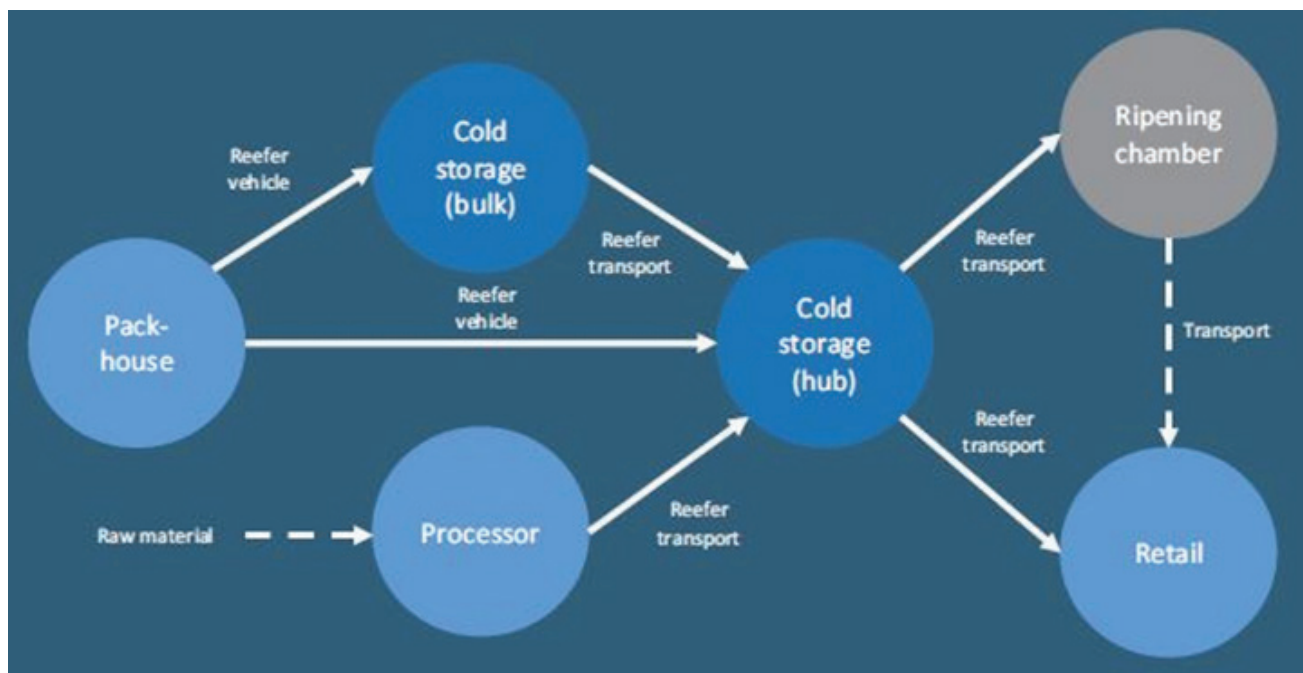 Cold
storage
(bulk)
Ripening
chamber
Reefer
vehicle
Reefer
transport
Reefer
transport
Reefer
vehicle
Pack-
house
Cold
storage
(hub)
Transport
Reefer
transport
Raw material
Processor
Reefer
transport
Retail